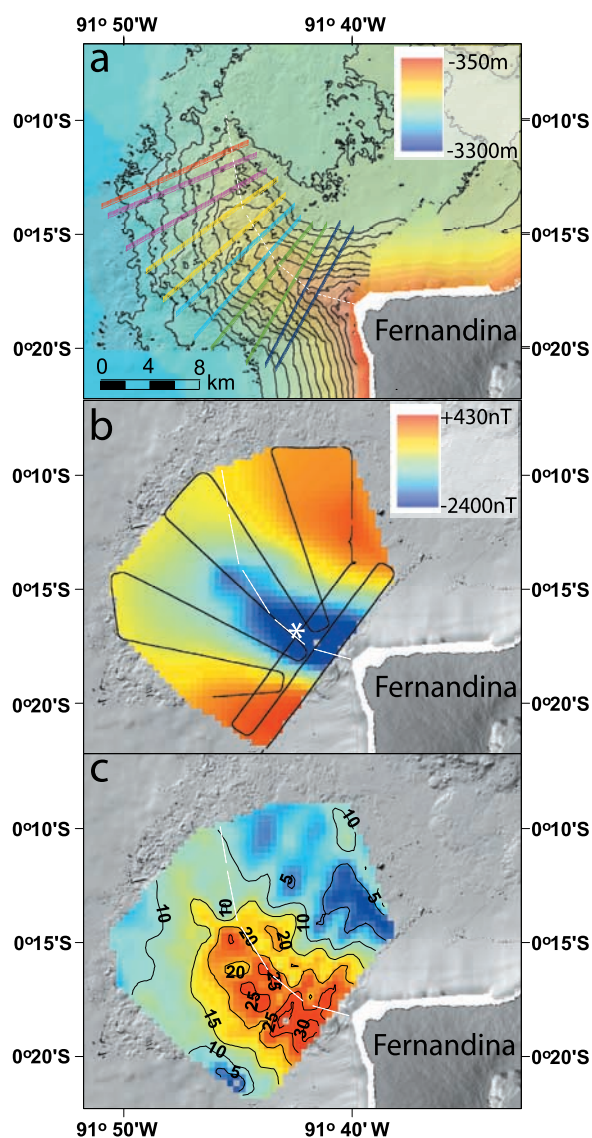 91° 50'W 91° 40'W
a
-350m
-3300m
0°10'S 0°10'S
0°15'S 0°15'S
0°20'S 0°20'S
Fernandina
0 4 8
km
b
+430nT
-2400nT
0°10'S 0°10'S
0°15'S 0°15'S
*
0°20'S 0°20'S
Fernandina
c
0°10'S 10 0°10'S
5 5
10 10 10
0°15'S 20 20 0°15'S
20 25
25
15 25 30
10
5
0°20'S 0°20'S
Fernandina
91° 50'W 91° 40' W